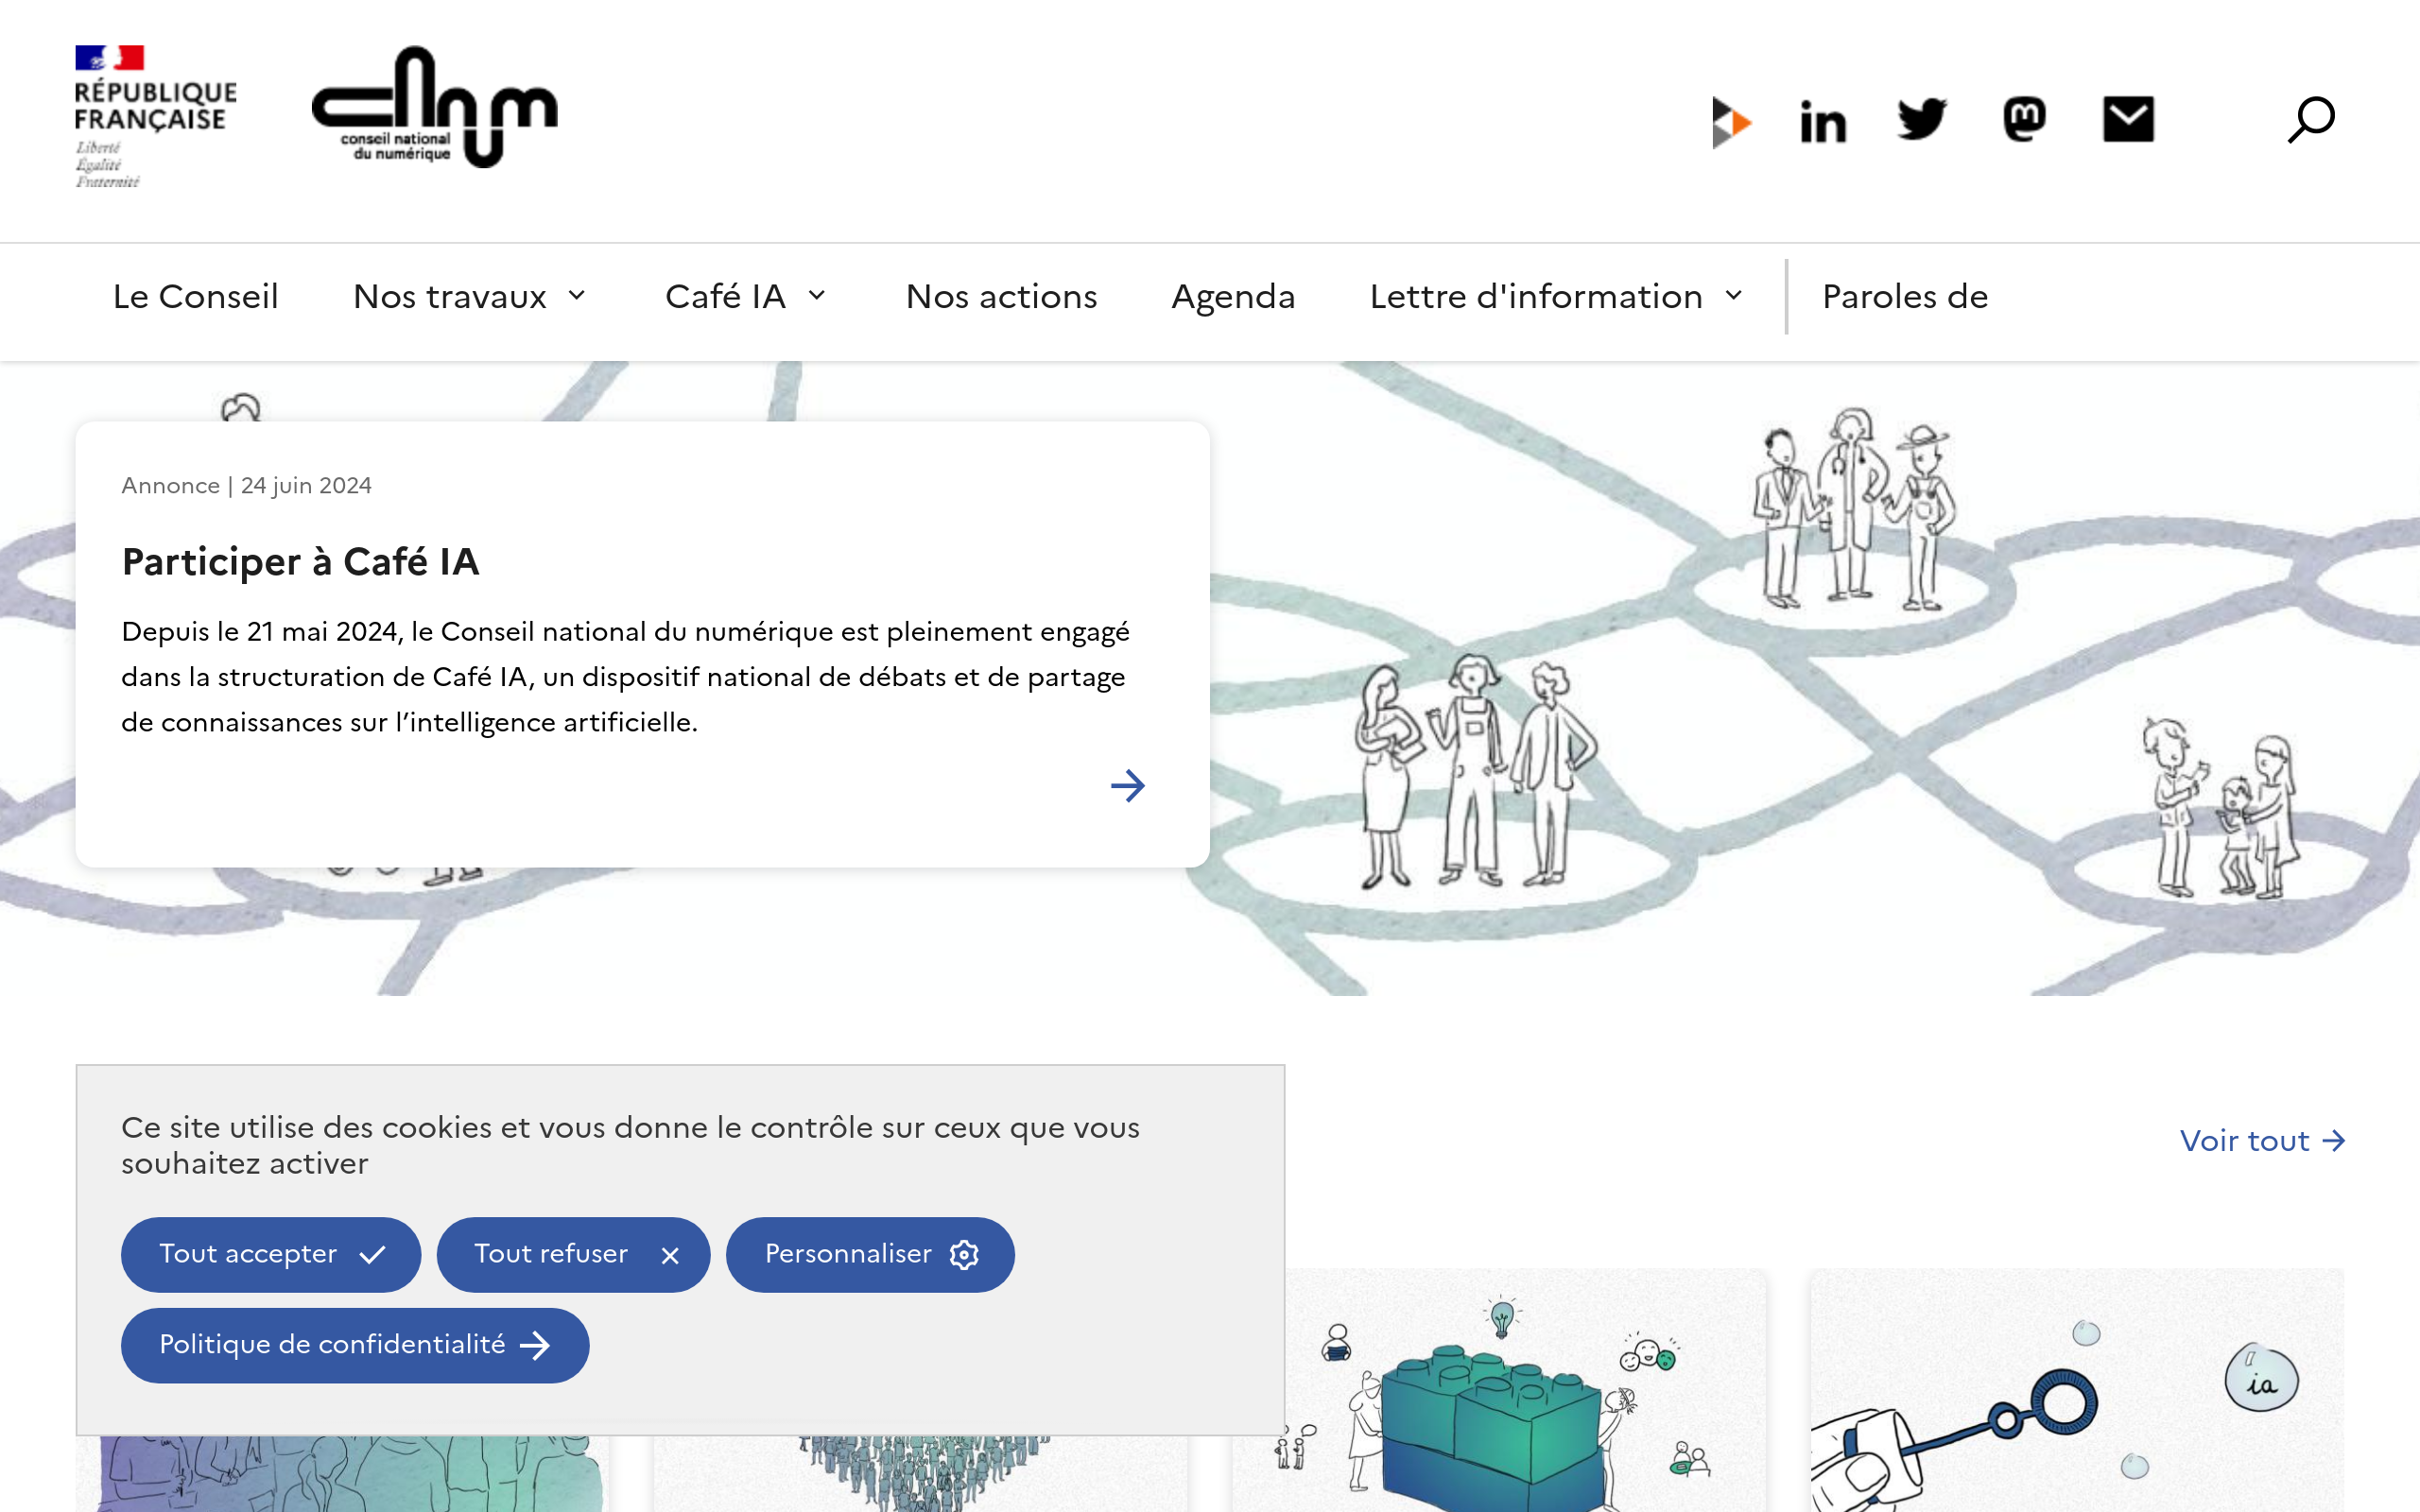 RÉPUBLIQUE
FRANÇAISE
Liberté
Égalité
Fraternité
cnnum
conseil national
du numérique
Le Conseil
Nos travaux
Café IA
Nos actions
Agenda
Lettre d'information
Paroles de
Annonce | 24 juin 2024
Participer à Café IA
Depuis le 21 mai 2024, le Conseil national du numérique est pleinement engagé
dans la structuration de Café IA, un dispositif national de débats et de partage
de connaissances sur l’intelligence artificielle.
Ce site utilise des cookies et vous donne le contrôle sur ceux que vous
souhaitez activer
Voir tout
Tout accepter
Tout refuser
Personnaliser
Politique de confidentialité
ia